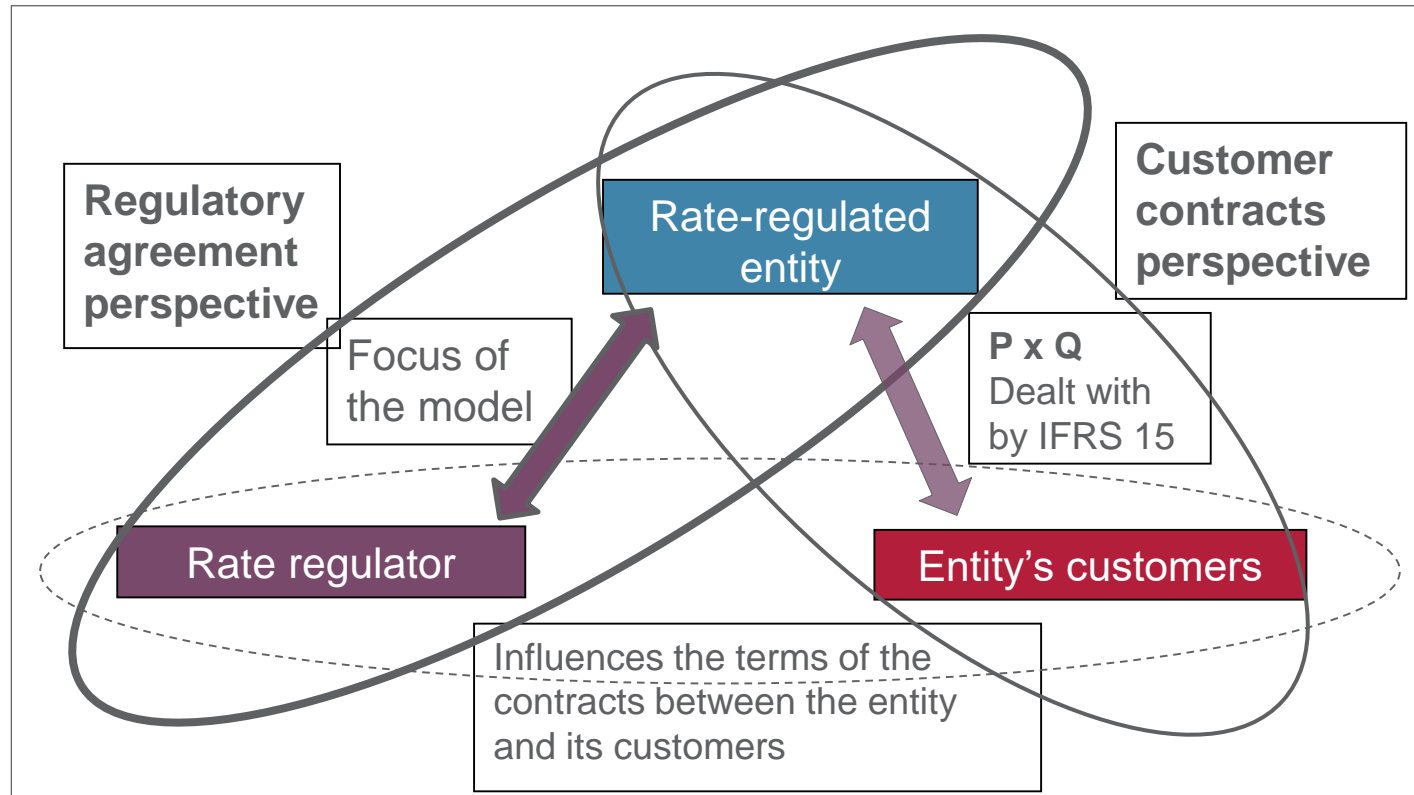 Regulatory
agreement
perspective
Rate-regulated
entity
Customer
contracts
perspective
Focus of
the model
P x Q
Dealt with
by IFRS 15
Rate regulator
Entity's customers
Influences the terms of the
contracts between the entity
and its customers